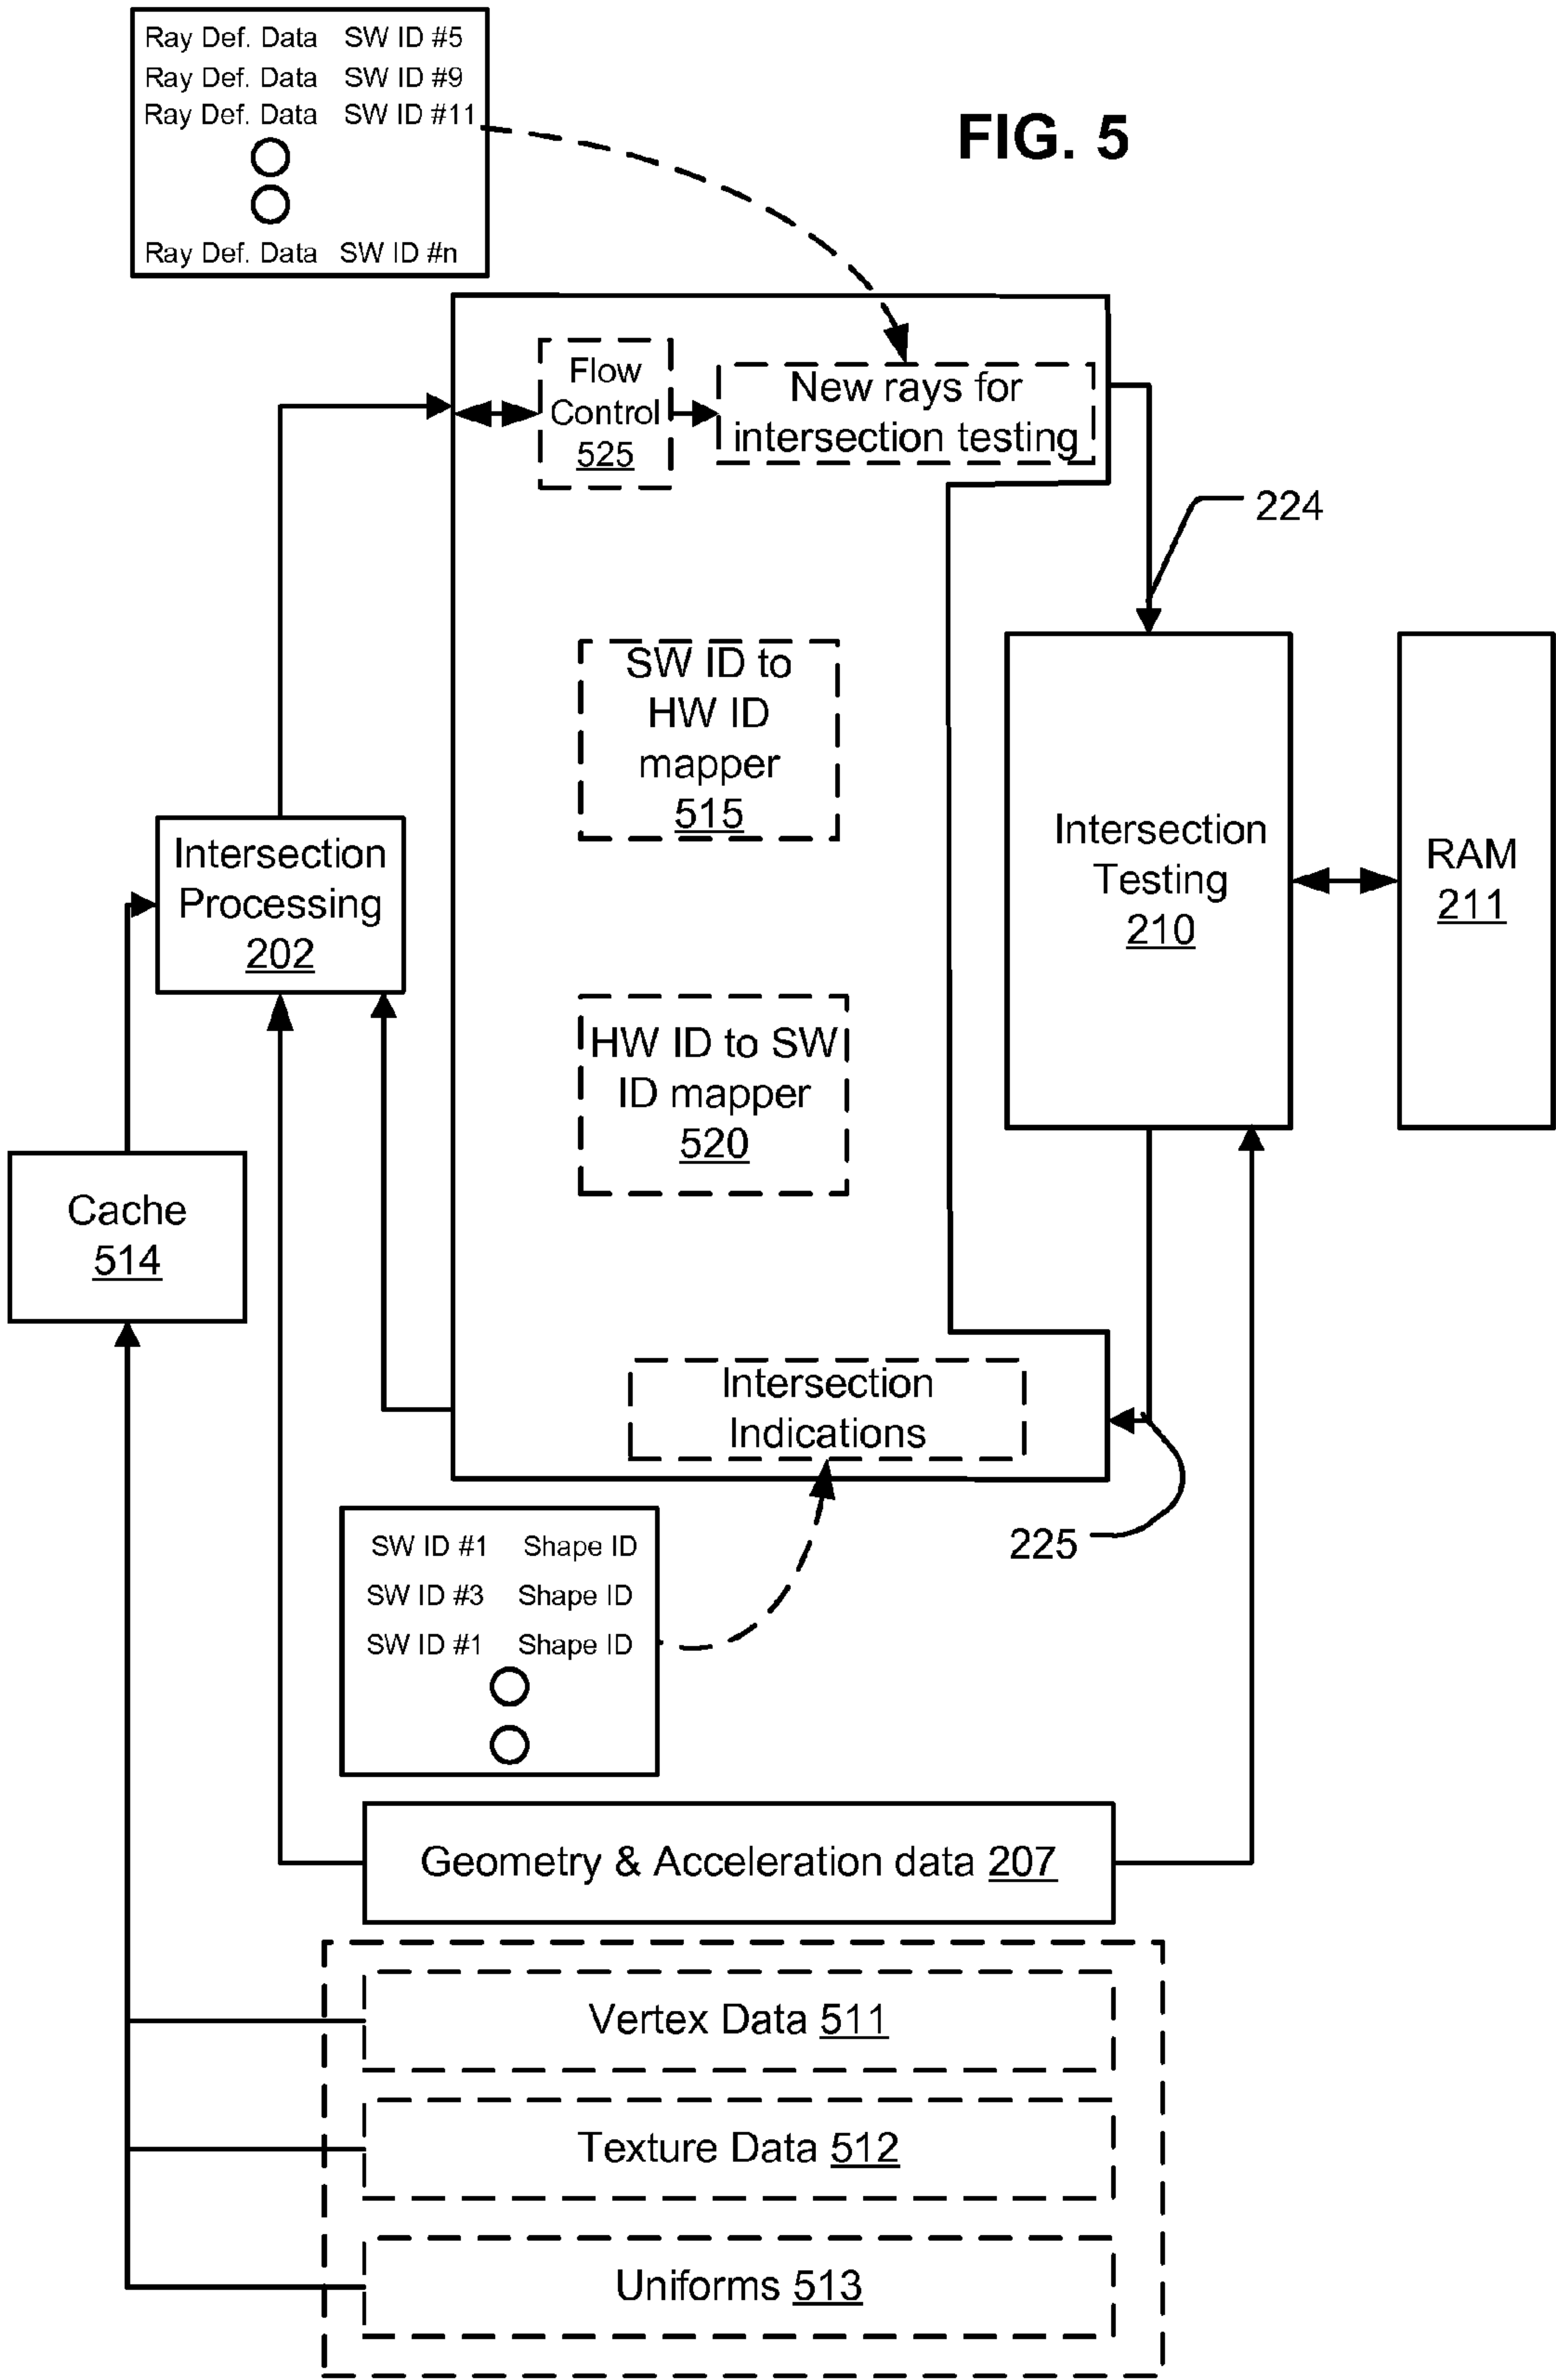 Ray Def. Data SW ID #5
Ray Def. Data SW ID #9
Ray Def. Data SW ID #11
Ray Def. Data SW ID #n
FIG. 5
Flow
Control
525
New rays for
intersection testing
224
SW ID to
HW ID
mapper
515
Intersection
Processing
202
Intersection
Testing
210
RAM
211
HW ID to SW
ID mapper
520
Cache
514
Intersection
Indications
225
SW ID #1 Shape ID
SW ID #3 Shape ID
SW ID #1 Shape ID
Geometry & Acceleration data 207
Vertex Data 511
Texture Data 512
Uniforms 513